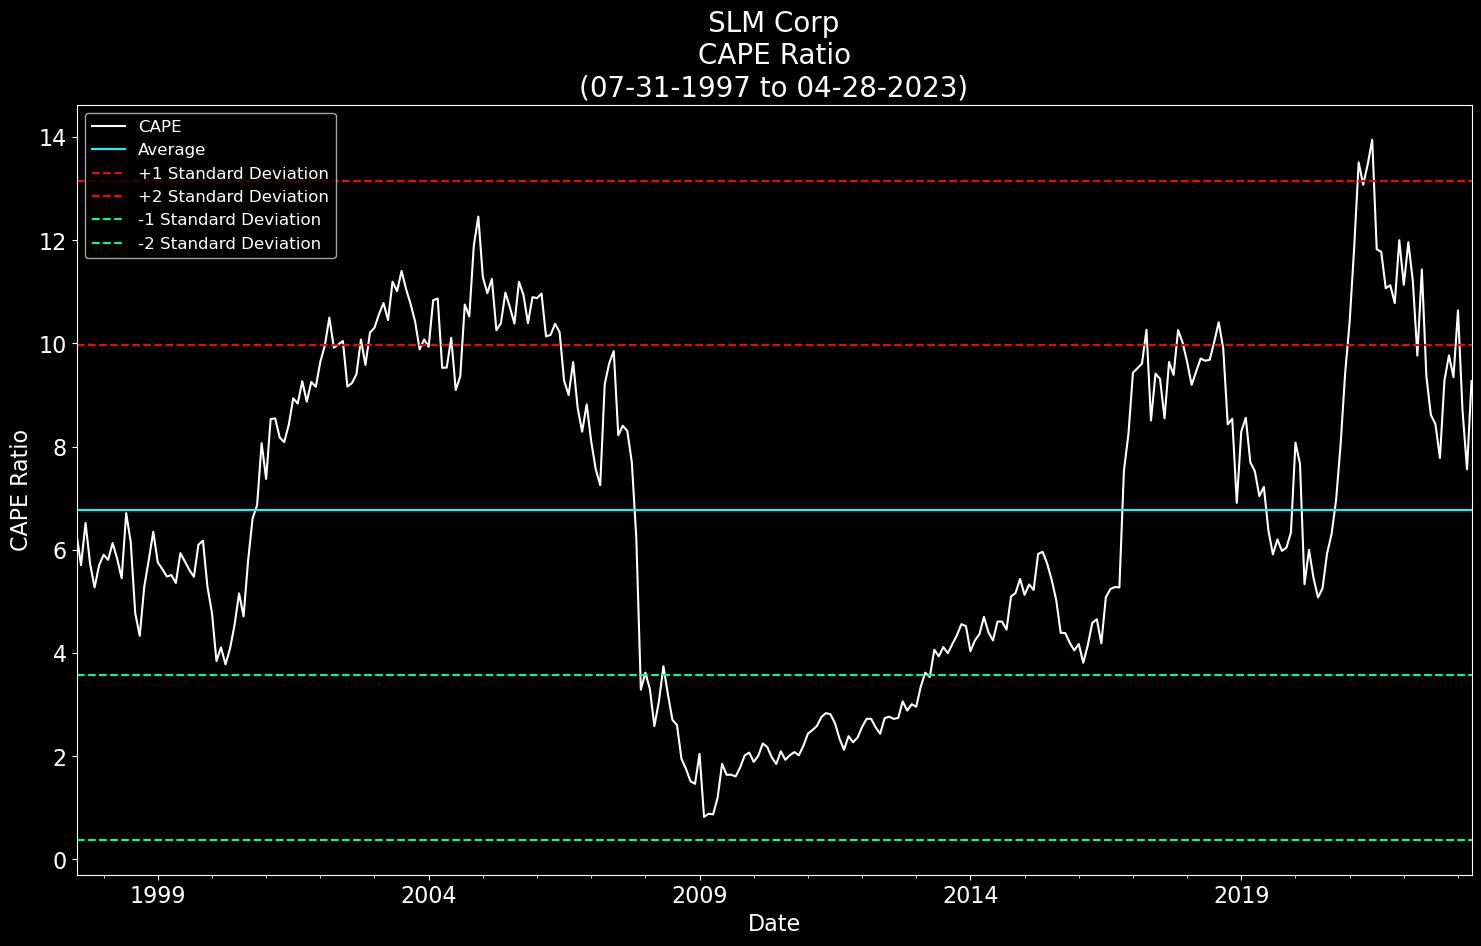 SLM Corp
CAPE Ratio
(07-31-1997 to 04-28-2023)
CAPE
Average
+1 Standard Deviation
+2 Standard Deviation
-1 Standard Deviation
-2 Standard Deviation
14
12
10
8
6
4
2
0
CAPE Ratio
1999 2004 2009 2014 2019
Date